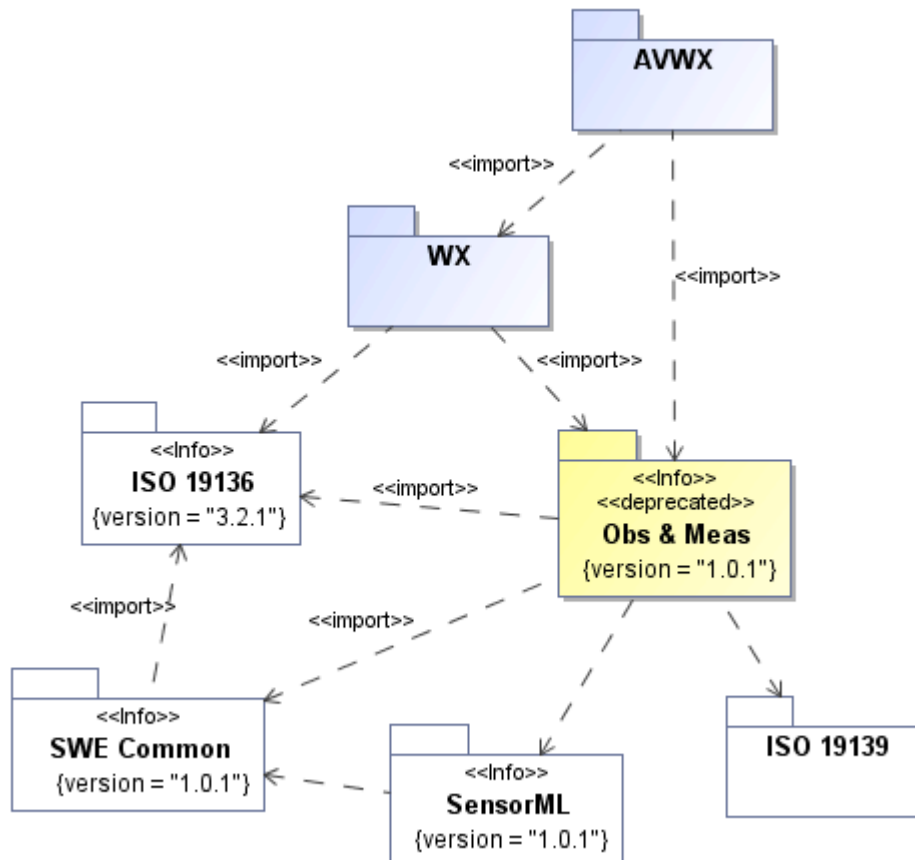 AVWX
<<import>>
WX
<<import>>
<<import>>
<<import>>
<<Info>>
ISO 19136
{version = "3.2.1"}
<<import>>
<<Info>>
<<deprecated>>
Obs & Meas
{version = "1.0.1"}
<<import>>
<<import>>
<<Info>>
SWE Common
{version = "1.0.1"}
<<Info>>
SensorML
{version = "1.0.1"}
ISO 19139